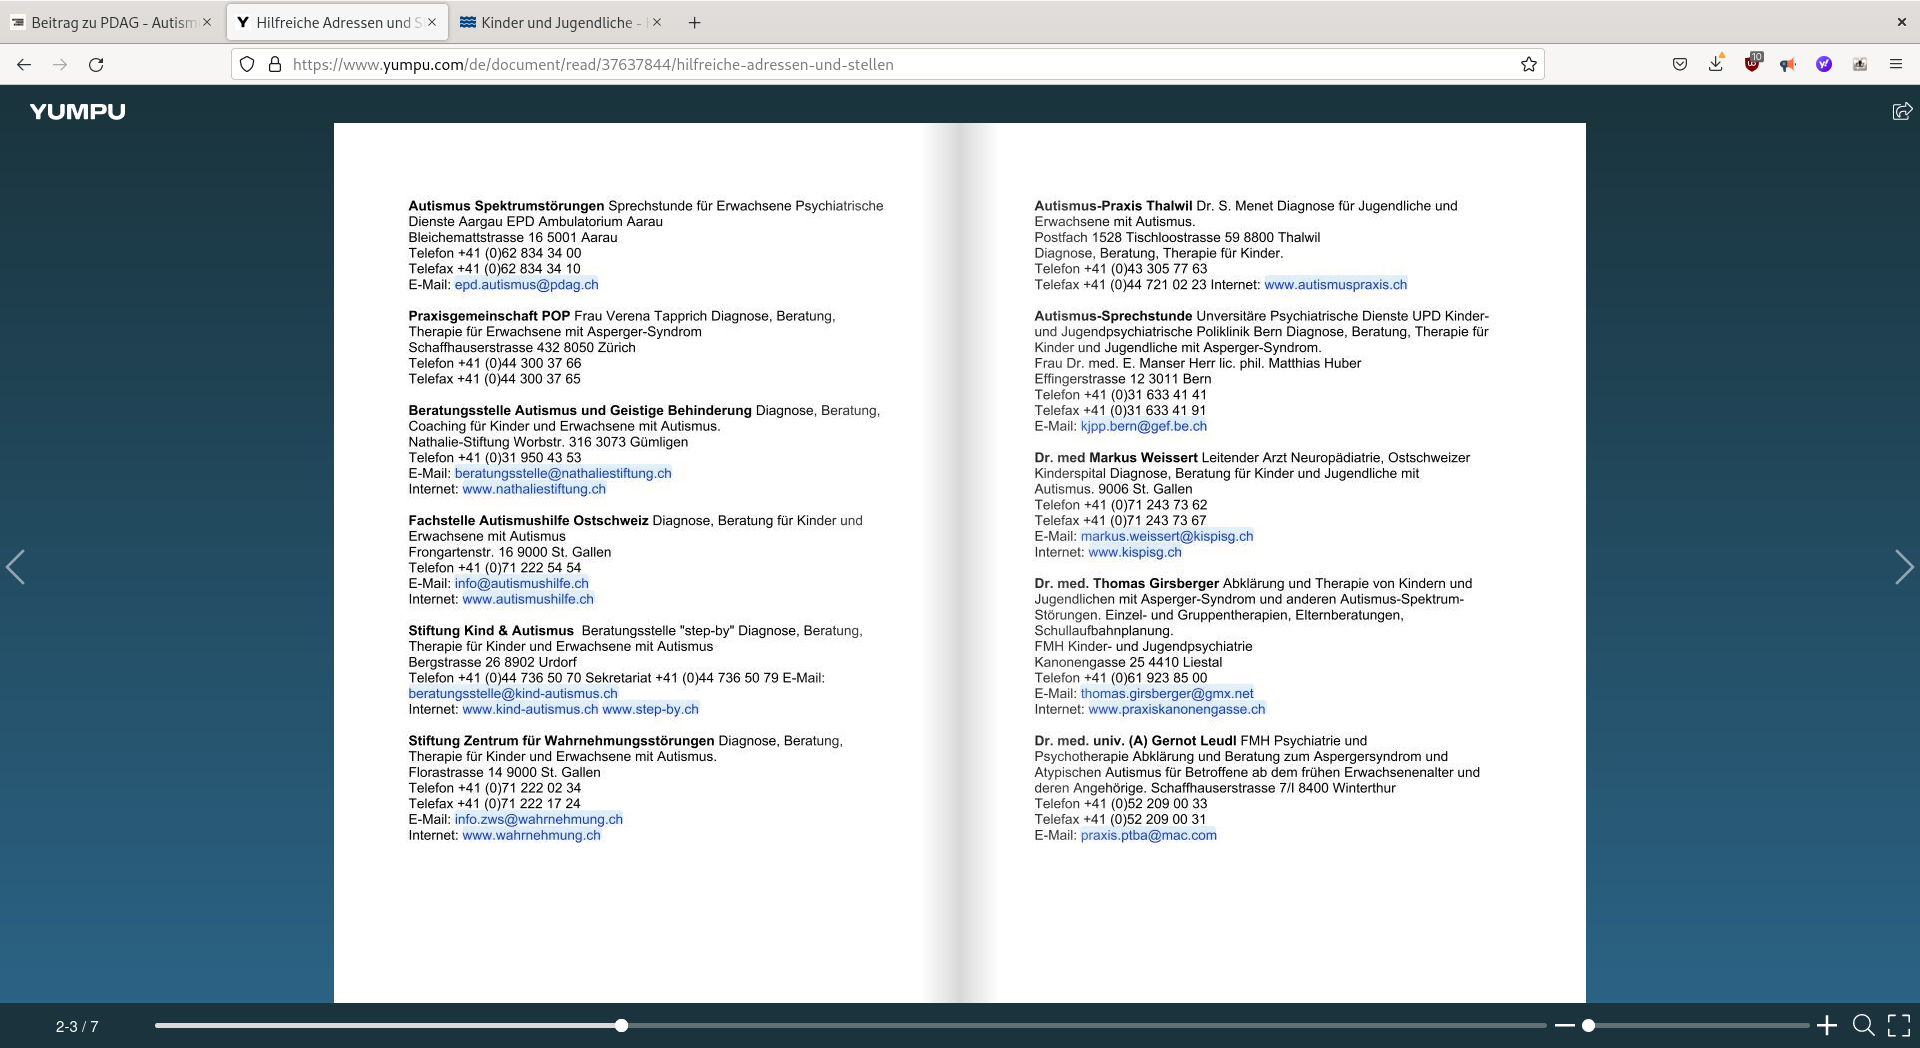 Beitrag zu PDAG - Autism
Hilfreiche Adressen und S
Kinder und Jugendliche -
https://www.yumpu.com/de/document/read/37637844/hilfreiche-adressen-und-stellen
10
YUMPU
Autismus Spektrumstörungen Sprechstunde für Erwachsene Psychiatrische
Dienste Aargau EPD Ambulatorium Aarau
Bleichemattstrasse 16 5001 Aarau
Telefon +41 (0)62 834 34 00
Telefax +41 (0)62 834 34 10
E-Mail: epd.autismus@pdag.ch
Praxisgemeinschaft POP Frau Verena Tapprich Diagnose, Beratung,
Therapie für Erwachsene mit Asperger-Syndrom
Schaffhauserstrasse 432 8050 Zürich
Telefon +41 (0)44 300 37 66
Telefax +41 (0)44 300 37 65
Beratungsstelle Autismus und Geistige Behinderung Diagnose, Beratung,
Coaching für Kinder und Erwachsene mit Autismus.
Nathalie-Stiftung Worbstr. 316 3073 Gümligen
Telefon +41 (0)31 950 43 53
E-Mail: beratungsstelle@nathaliestiftung.ch
Internet: www.nathaliestiftung.ch
Fachstelle Autismushilfe Ostschweiz Diagnose, Beratung für Kinder und
Erwachsene mit Autismus
Frongartenstr. 16 9000 St. Gallen
Telefon +41 (0)71 222 54 54
E-Mail: info@autismushilfe.ch
Internet: www.autismushilfe.ch
Stiftung Kind & Autismus Beratungsstelle "step-by" Diagnose, Beratung,
Therapie für Kinder und Erwachsene mit Autismus
Bergstrasse 26 8902 Urdorf
Telefon +41 (0)44 736 50 70 Sekretariat +41 (0)44 736 50 79 E-Mail:
beratungsstelle@kind-autismus.ch
Internet: www.kind-autismus.ch www.step-by.ch
Stiftung Zentrum für Wahrnehmungsstörungen Diagnose, Beratung,
Therapie für Kinder und Erwachsene mit Autismus.
Florastrasse 14 9000 St. Gallen
Telefon +41 (0)71 222 02 34
Telefax +41 (0)71 222 17 24
E-Mail: info.zws@wahrnehmung.ch
Internet: www.wahrnehmung.ch
Autismus-Praxis Thalwil Dr. S. Menet Diagnose für Jugendliche und
Erwachsene mit Autismus.
Postfach 1528 Tischloostrasse 59 8800 Thalwil
Diagnose, Beratung, Therapie für Kinder.
Telefon +41 (0)43 305 77 63
Telefax +41 (0)44 721 02 23 Internet: www.autismuspraxis.ch
Autismus-Sprechstunde Unversitäre Psychiatrische Dienste UPD Kinder-
und Jugendpsychiatrische Poliklinik Bern Diagnose, Beratung, Therapie für
Kinder und Jugendliche mit Asperger-Syndrom.
Frau Dr. med. E. Manser Herr lic. phil. Matthias Huber
Effingerstrasse 12 3011 Bern
Telefon +41 (0)31 633 41 41
Telefax +41 (0)31 633 41 91
E-Mail: kjpp.bern@gef.be.ch
Dr. med Markus Weissert Leitender Arzt Neuropädiatrie, Ostschweizer
Kinderspital Diagnose, Beratung für Kinder und Jugendliche mit
Autismus. 9006 St. Gallen
Telefon +41 (0)71 243 73 62
Telefax +41 (0)71 243 73 67
E-Mail: markus.weissert@kispisg.ch
Internet: www.kispisg.ch
Dr. med. Thomas Girsberger Abklärung und Therapie von Kindern und
Jugendlichen mit Asperger-Syndrom und anderen Autismus-Spektrum-
Störungen. Einzel- und Gruppentherapien, Elternberatungen,
Schullaufbahnplanung.
FMH Kinder- und Jugendpsychiatrie
Kanonengasse 25 4410 Liestal
Telefon +41 (0)61 923 85 00
E-Mail: thomas.girsberger@gmx.net
Internet: www.praxiskanonengasse.ch
Dr. med. univ. (A) Gernot Leudl FMH Psychiatrie und
Psychotherapie Abklärung und Beratung zum Aspergersyndrom und
Atypischen Autismus für Betroffene ab dem frühen Erwachsenenalter und
deren Angehörige. Schaffhauserstrasse 7/I 8400 Winterthur
Telefon +41 (0)52 209 00 33
Telefax +41 (0)52 209 00 31
E-Mail: praxis.ptba@mac.com
2-3 / 7